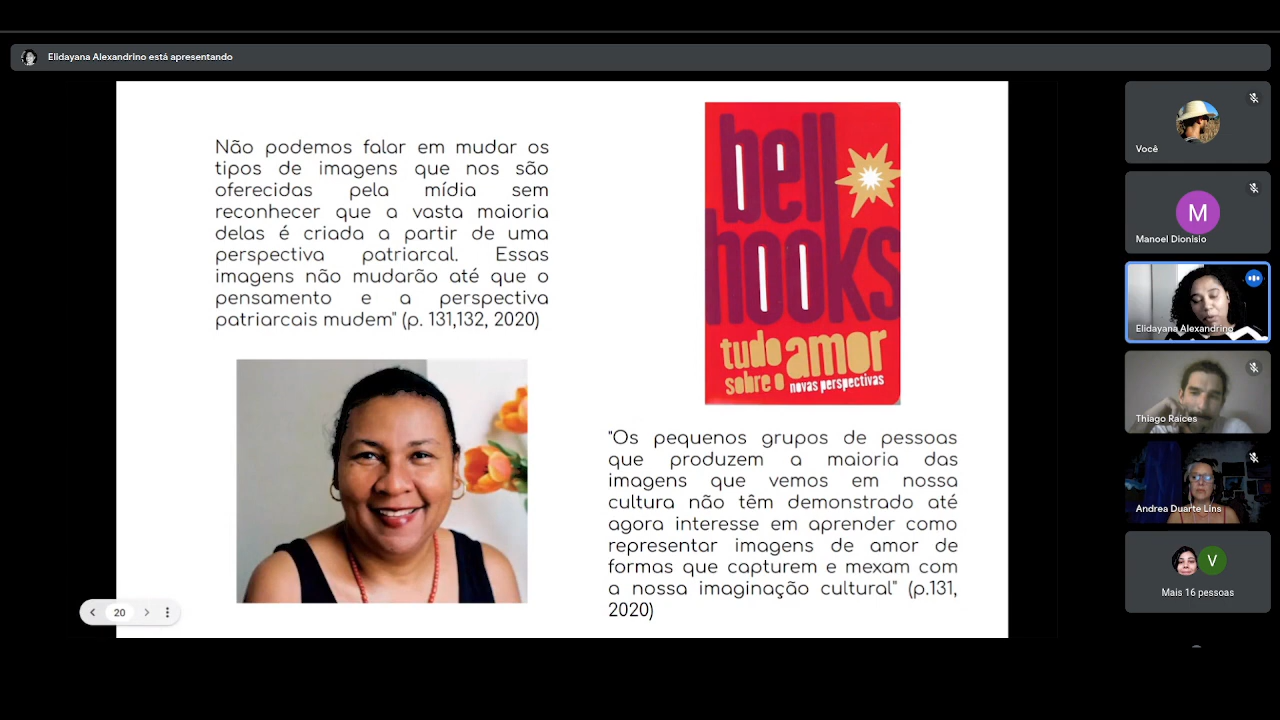 Elidayana Alexandrino está apresentando
Não podemos falar em mudar os
tipos de imagens que nos são
oferecidas pela mídia sem
reconhecer que a vasta maioria
delas é criada a partir de uma
perspectiva patriarcal. Essas
imagens não mudarão até que o
pensamento e a perspectiva
patriarcais mudem" (p. 131,132, 2020)
bell
hooks
tudo
sobre o
amor
novas perspectivas
"Os pequenos grupos de pessoas
que produzem a maioria das
imagens que vemos em nossa
cultura não têm demonstrado até
agora interesse em aprender como
representar imagens de amor de
formas que capturem e mexam com
a nossa imaginação cultural" (p.131,
2020)
20
Você
M
Manoel Dionisio
Elidayana Alexandrino
Thiago Raices
Andrea Duarte Lins
V
Mais 16 pessoas